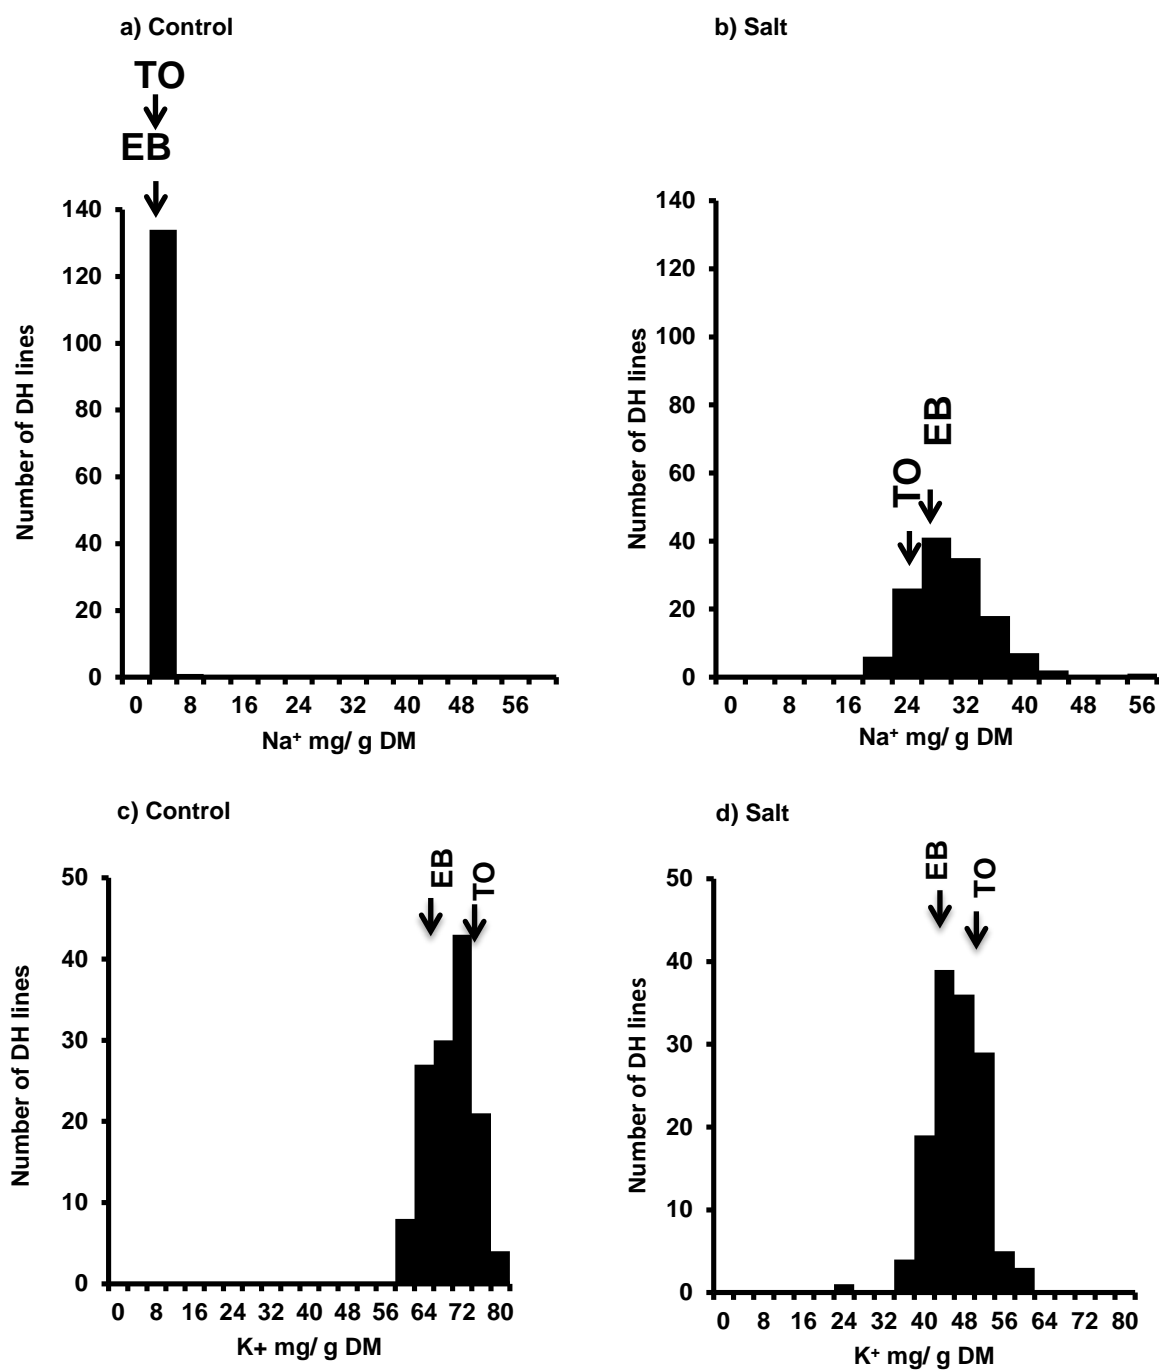 a) Control
TO
EB
140
120
100
80
60
40
20
0
Number of DH lines
0 8 16 24 32 40 48 56
Na⁺ mg/ g DM
b) Salt
EB
TO
140
120
100
80
60
40
20
0
Number of DH lines
0 8 16 24 32 40 48 56
Na⁺ mg/ g DM
c) Control
EB
TO
50
40
30
20
10
0
Number of DH lines
0 8 16 24 32 40 48 56 64 72 80
K+ mg/ g DM
d) Salt
EB
TO
50
40
30
20
10
0
Number of DH lines
0 8 16 24 32 40 48 56 64 72 80
K⁺ mg/ g DM